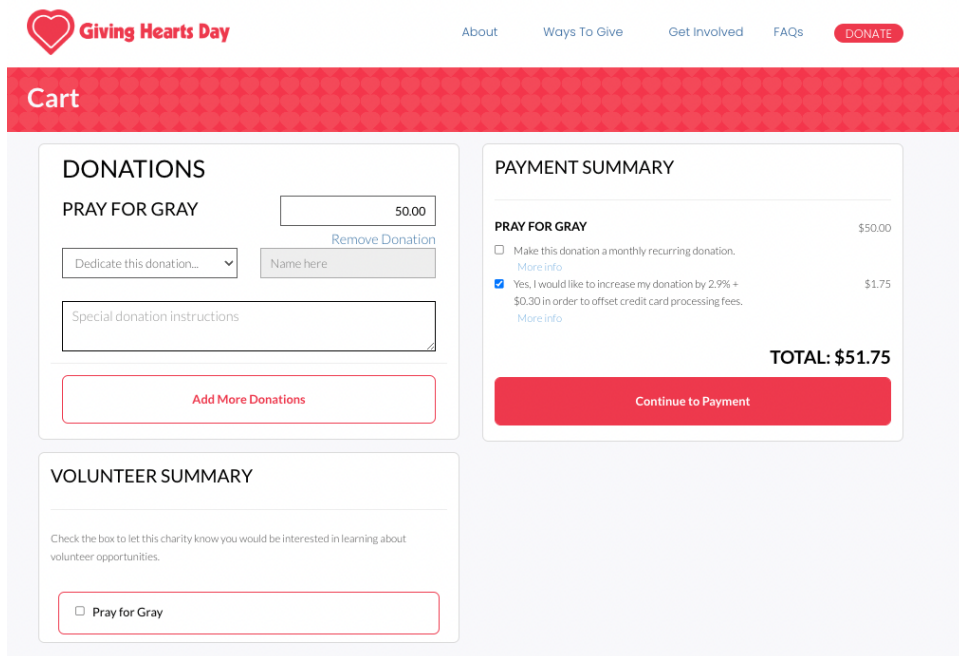 Giving Hearts Day
About Ways To Give Get Involved FAQs DONATE
Cart
DONATIONS
PRAY FOR GRAY 50.00
Remove Donation
Dedicate this donation... Name here
Special donation instructions
Add More Donations
PAYMENT SUMMARY
PRAY FOR GRAY $50.00
Make this donation a monthly recurring donation.
More info
Yes, I would like to increase my donation by 2.9% + $1.75
$0.30 in order to offset credit card processing fees.
More info
TOTAL: $51.75
Continue to Payment
VOLUNTEER SUMMARY
Check the box to let this charity know you would be interested in learning about
volunteer opportunities.
Pray for Gray